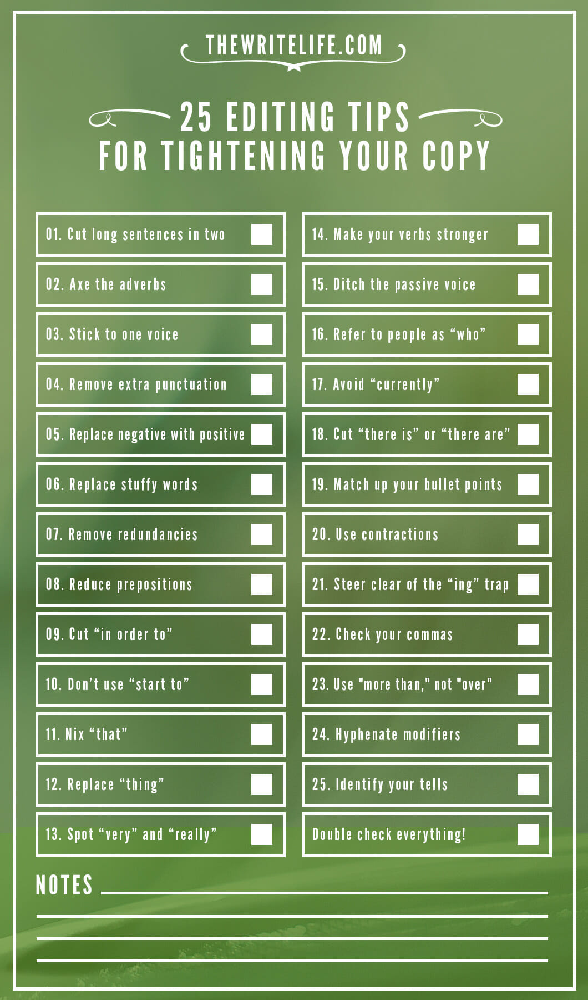 THEWRITELIFE.COM
25 EDITING TIPS
FOR TIGHTENING YOUR COPY
01. Cut long sentences in two
02. Axe the adverbs
03. Stick to one voice
04. Remove extra punctuation
05. Replace negative with positive
06. Replace stuffy words
07. Remove redundancies
08. Reduce prepositions
09. Cut “in order to”
10. Don’t use “start to”
11. Nix “that”
12. Replace “thing”
13. Spot “very” and “really”
14. Make your verbs stronger
15. Ditch the passive voice
16. Refer to people as “who”
17. Avoid “currently”
18. Cut “there is” or “there are”
19. Match up your bullet points
20. Use contractions
21. Steer clear of the “ing” trap
22. Check your commas
23. Use "more than," not "over"
24. Hyphenate modifiers
25. Identify your tells
Double check everything!
NOTES